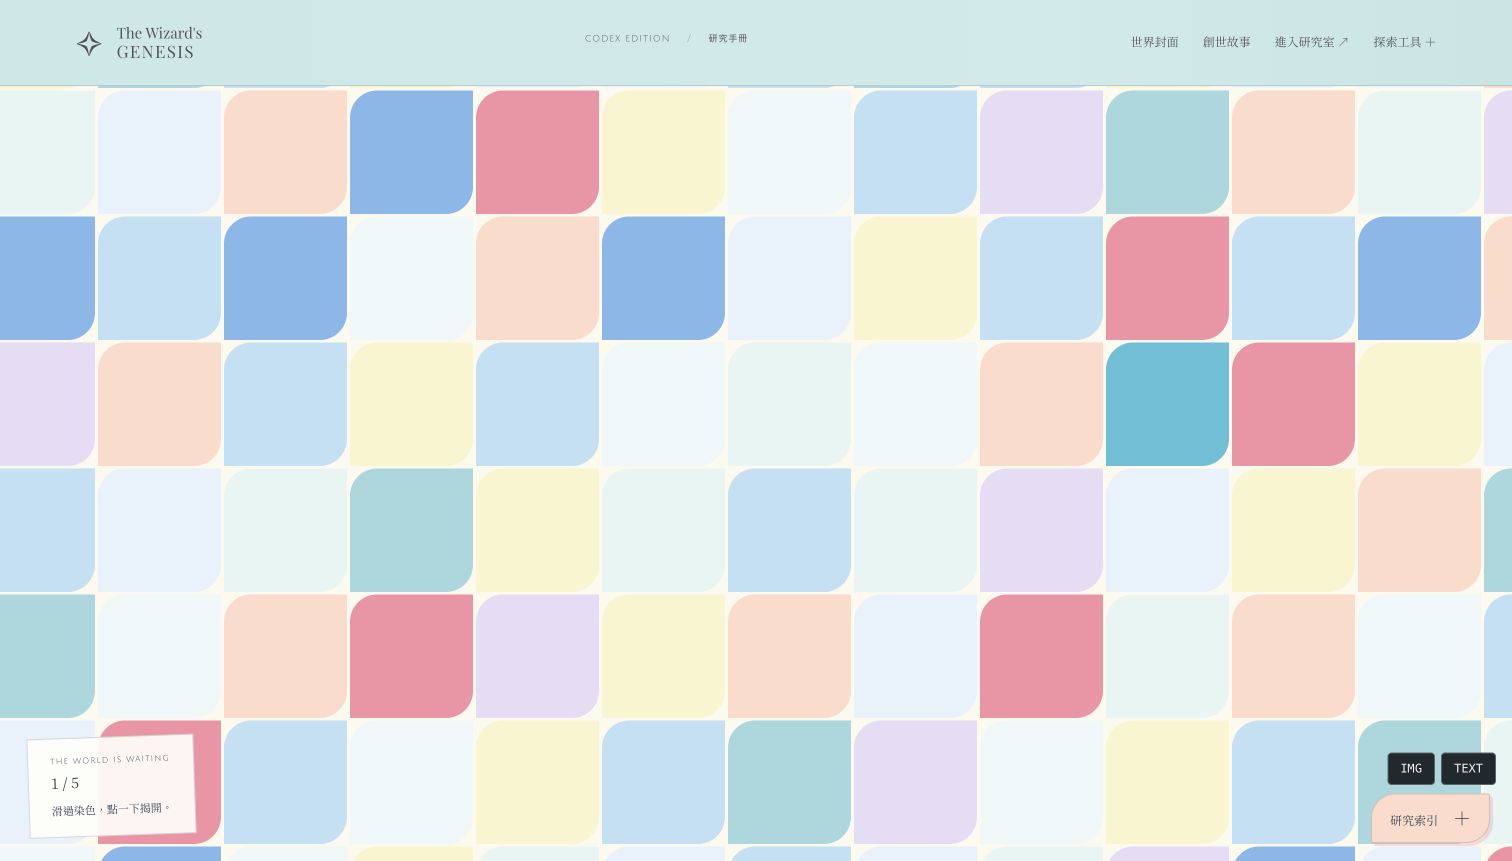 The Wizard's
GENESIS
CODEX EDITION / 研究手冊
世界封面 創世故事 進入研究室 ↗ 探索工具 ＋
THE WORLD IS WAITING
1 / 5
滑過染色，點一下揭開。
IMG TEXT
研究索引 ＋